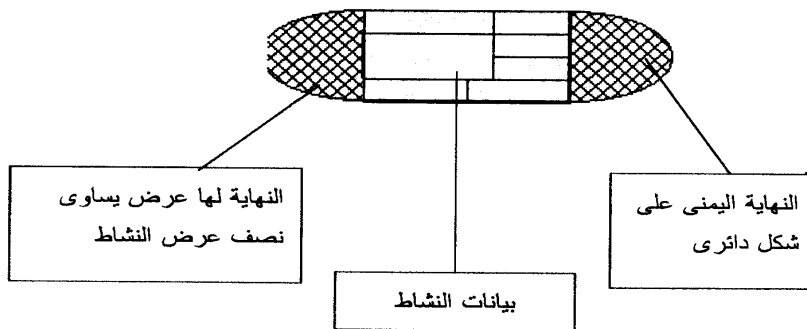 النهاية اليمنى على
شكل دائرى
النهاية لها عرض يساوى
نصف عرض النشاط
بيانات النشاط